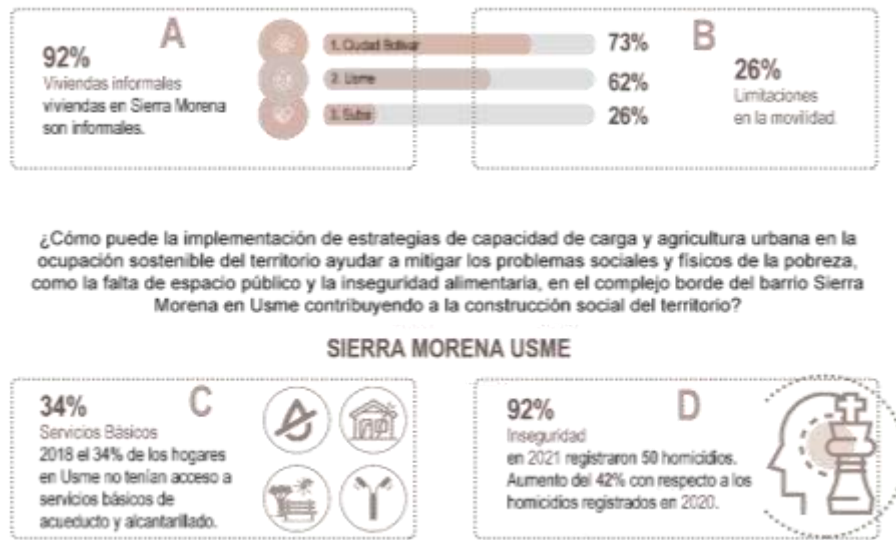 A
92%
Viviendas informales
viviendas en Sierra Morena
son informales.
1. Ciudad Bolívar
2. Usme
3. Suba
73%
62%
26%
B
26%
Limitaciones
en la movilidad.
¿Cómo puede la implementación de estrategias de capacidad de carga y agricultura urbana en la
ocupación sostenible del territorio ayudar a mitigar los problemas sociales y físicos de la pobreza,
como la falta de espacio público y la inseguridad alimentaria, en el complejo borde del barrio Sierra
Morena en Usme contribuyendo a la construcción social del territorio?
SIERRA MORENA USME
34%
C
Servicios Básicos
2018 el 34% de los hogares
en Usme no tenían acceso a
servicios básicos de
acueducto y alcantarillado.
92%
D
Inseguridad
en 2021 registraron 50 homicidios.
Aumento del 42% con respecto a los
homicidios registrados en 2020.